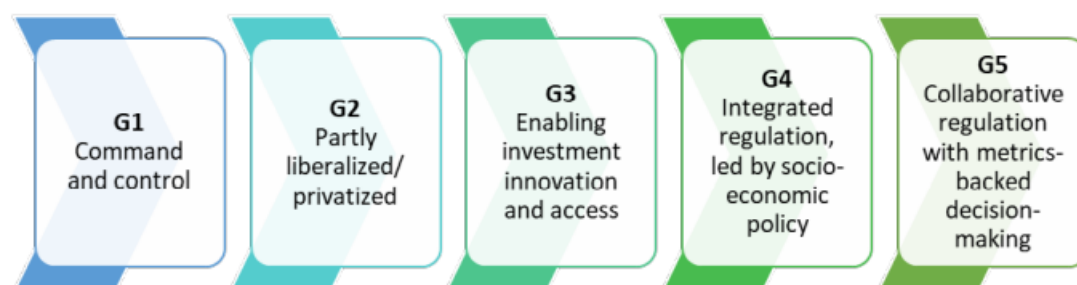 G1
Command
and control
G2
Partly
liberalized/
privatized
G3
Enabling
investment
innovation
and access
G4
Integrated
regulation,
led by socio-
economic
policy
G5
Collaborative
regulation
with metrics-
backed
decision-
making